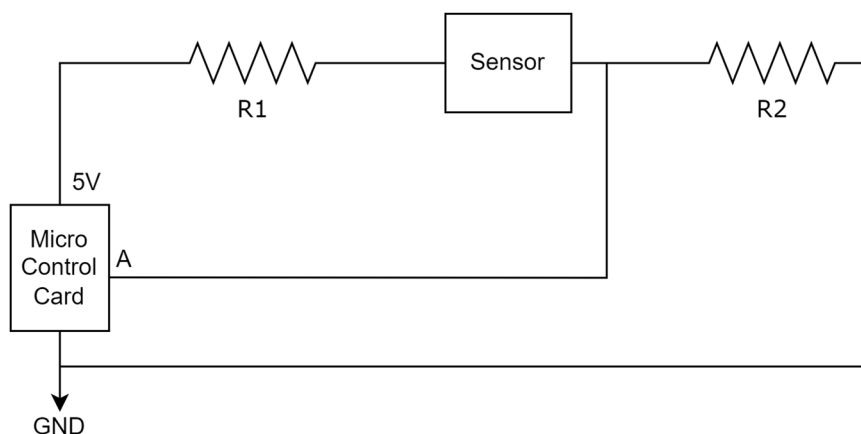 Sensor
R1
R2
5V
Micro
Control
Card
A
GND